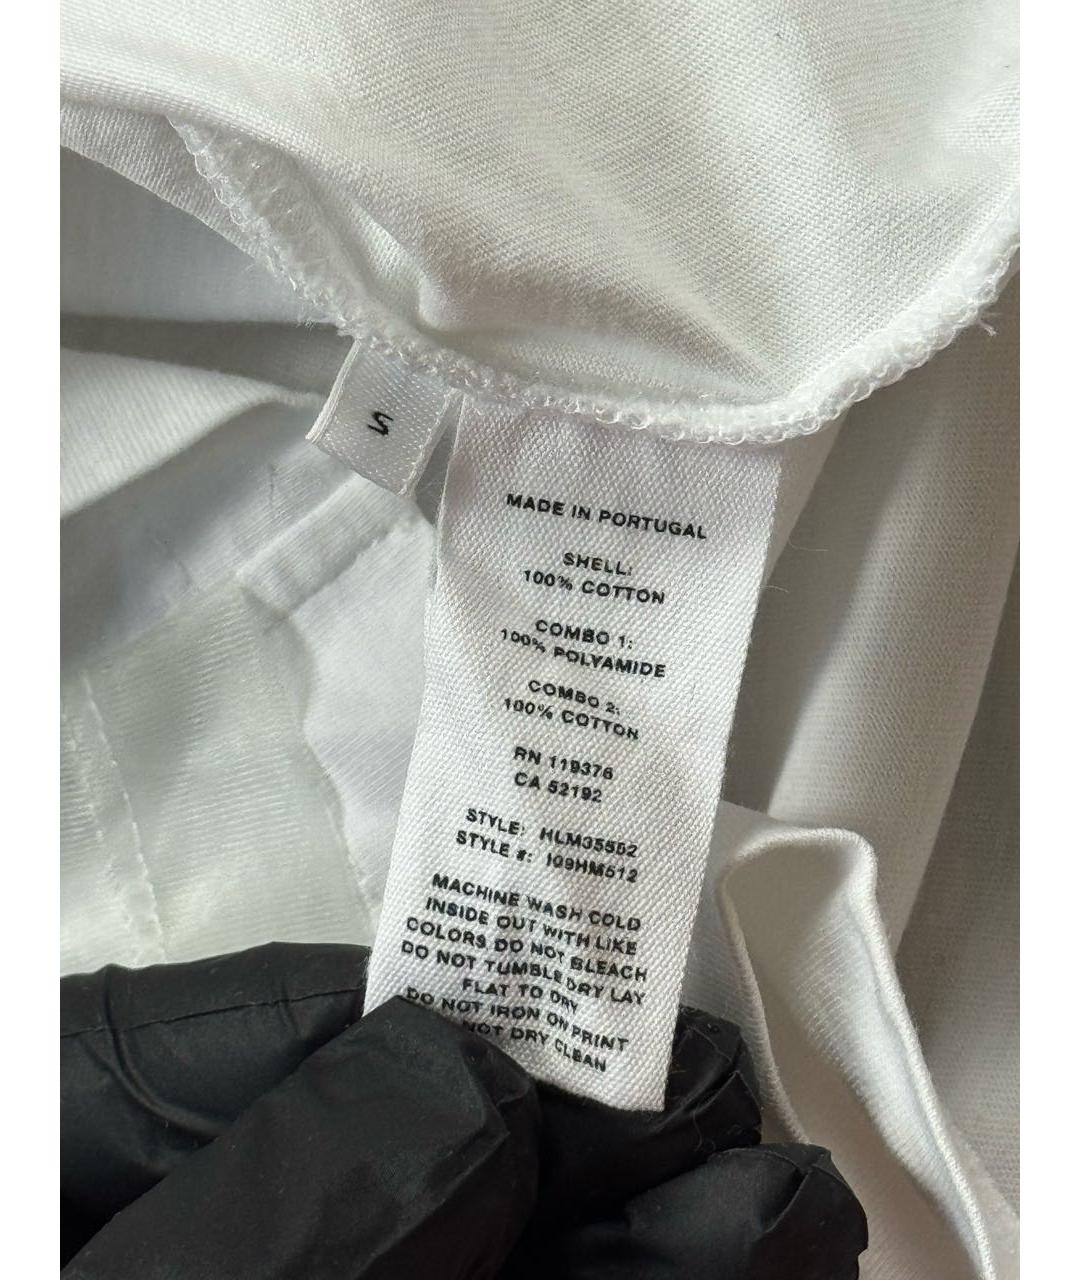 S
MADE IN PORTUGAL
SHELL:
100% COTTON
COMBO 1:
100% POLYAMIDE
COMBO 2:
100% COTTON
RN 119376
CA 52192
STYLE: HLM35552
STYLE #: I09HM512
MACHINE WASH COLD
INSIDE OUT WITH LIKE
COLORS DO NOT BLEACH
DO NOT TUMBLE DRY LAY
FLAT TO DRY
DO NOT IRON ON PRINT
NOT DRY CLEAN